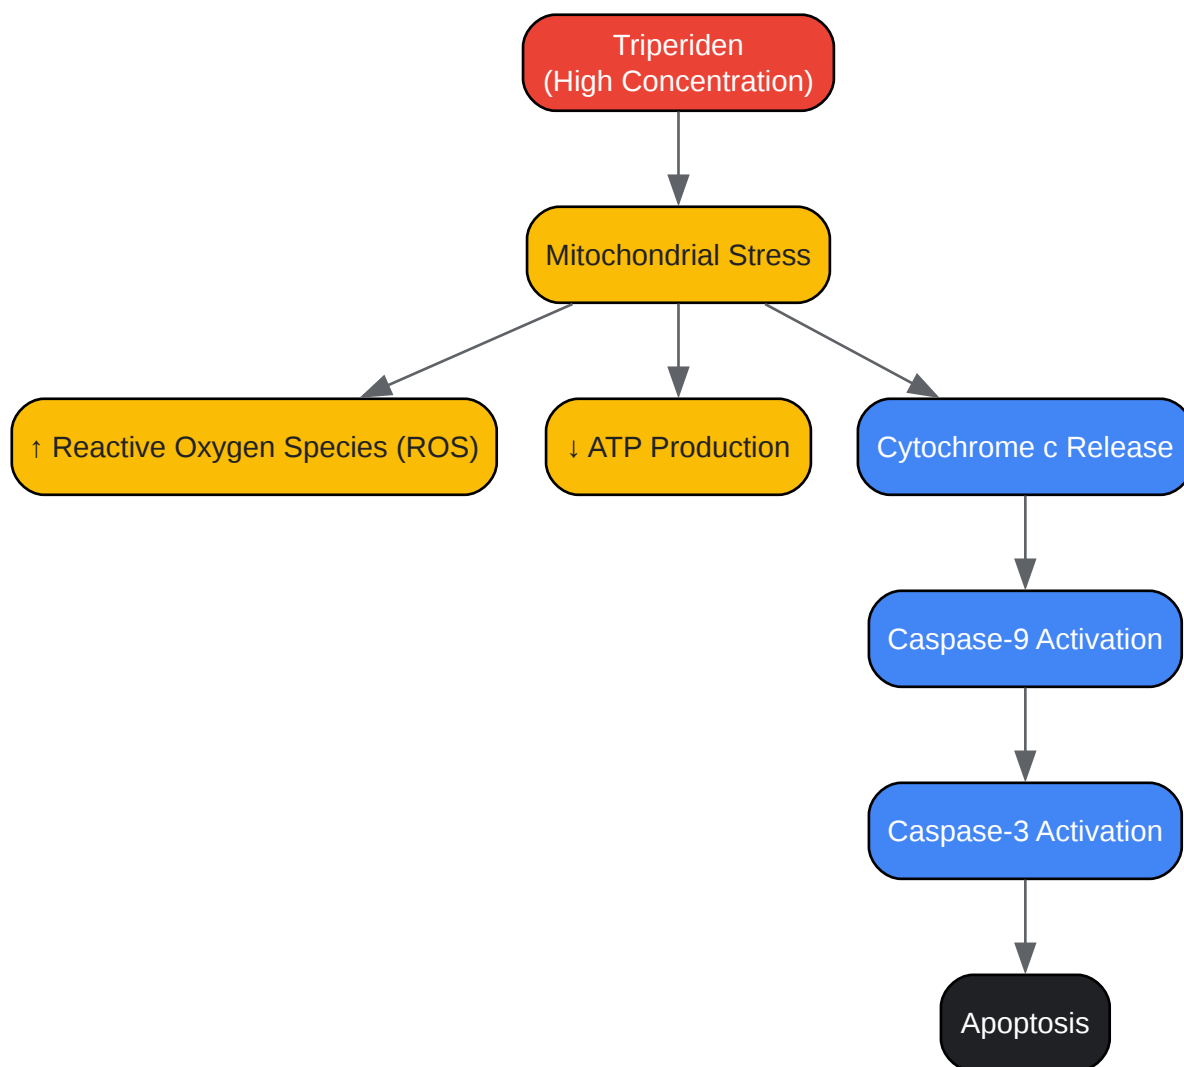 Triperiden
(High Concentration)
Mitochondrial Stress
↑ Reactive Oxygen Species (ROS)
↓ ATP Production
Cytochrome c Release
Caspase-9 Activation
Caspase-3 Activation
Apoptosis